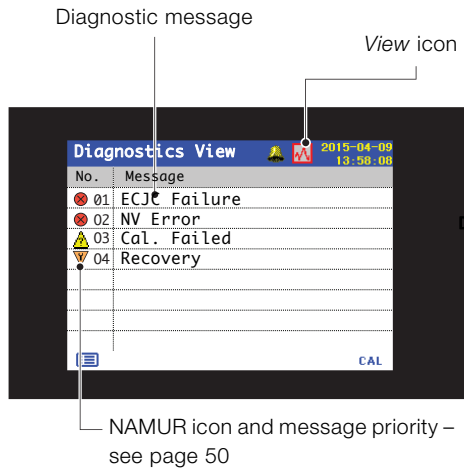 Diagnostic message
View icon
Diagnostics View
2015-04-09
13:58:08
No. Message
01 ECJC Failure
02 NV Error
? 03 Cal. Failed
04 Recovery
CAL
NAMUR icon and message priority –
see page 50